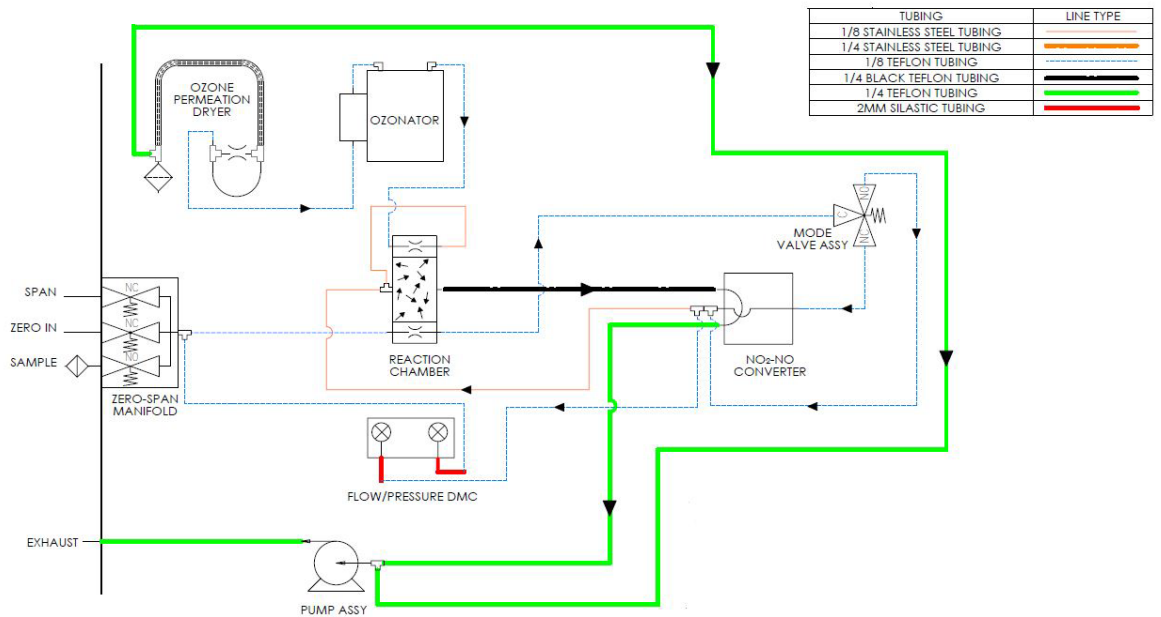 TUBING LINE TYPE
1/8 STAINLESS STEEL TUBING
1/4 STAINLESS STEEL TUBING
1/8 TEFLON TUBING
1/4 BLACK TEFLON TUBING
1/4 TEFLON TUBING
2MM SILASTIC TUBING
OZONE
PERMEATION
DRYER
OZONATOR
NO
C
NC
MODE
VALVE ASSY
SPAN
NC
ZERO IN
NC
SAMPLE
NO
ZERO-SPAN
MANIFOLD
REACTION
CHAMBER
NO₂-NO
CONVERTER
FLOW/PRESSURE DMC
EXHAUST
PUMP ASSY